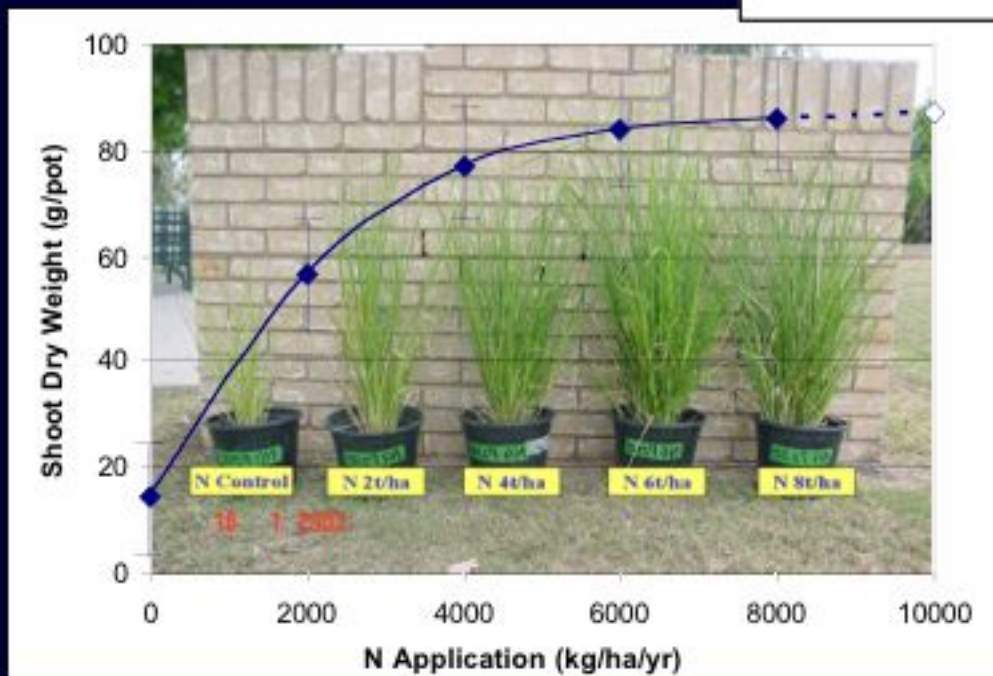 100
80
60
40
20
0
Shoot Dry Weight (g/pot)
N Control
N 2t/ha
N 4t/ha
N 6t/ha
N 8t/ha
0
2000
4000
6000
8000
10000
N Application (kg/ha/yr)